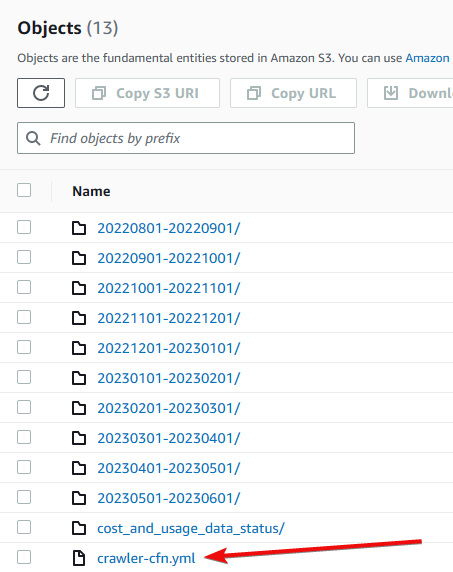 Objects (13)
Objects are the fundamental entities stored in Amazon S3. You can use Amazon
Copy S3 URI
Copy URL
Downl
Find objects by prefix
Name
20220801-20220901/
20220901-20221001/
20221001-20221101/
20221101-20221201/
20221201-20230101/
20230101-20230201/
20230201-20230301/
20230301-20230401/
20230401-20230501/
20230501-20230601/
cost_and_usage_data_status/
crawler-cfn.yml